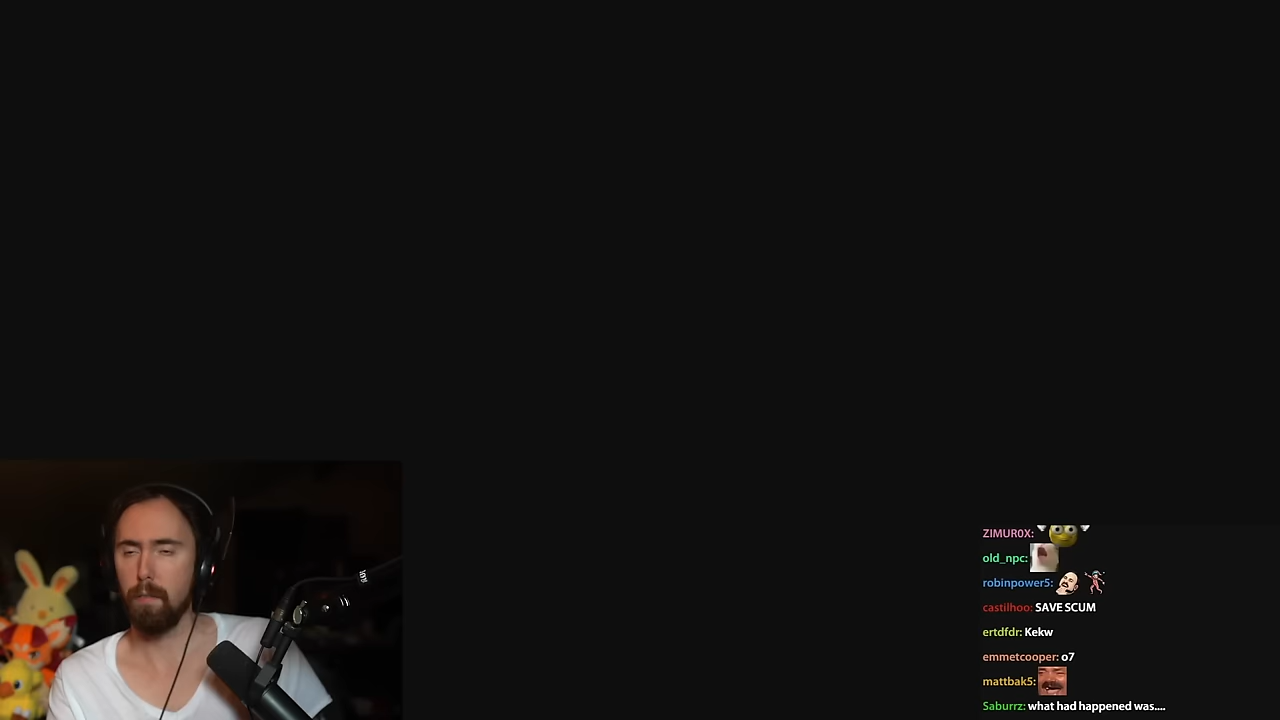 ZIMUR0X:
old_npc:
robinpower5:
castilhoo: SAVE SCUM
ertdfdr: Kekw
emmetcooper: o7
mattbak5:
Saburrz: what had happened was....